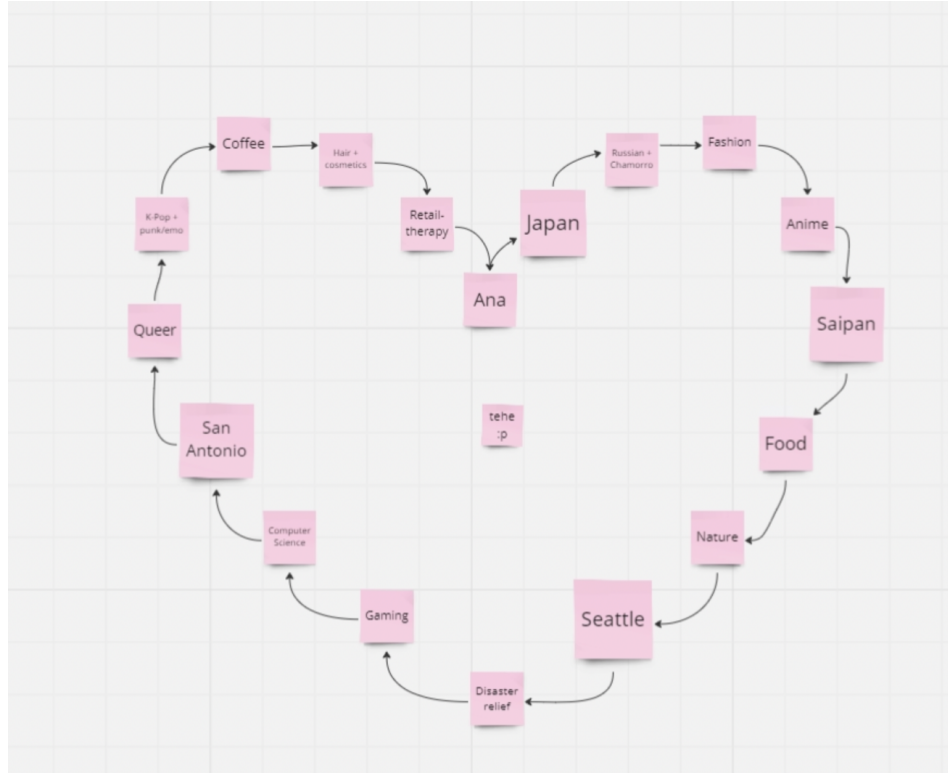 Coffee
Hair +
cosmetics
Retail-
therapy
Ana
Japan
Russian +
Chamorro
Fashion
Anime
Saipan
Food
Nature
Seattle
Disaster
relief
Gaming
Computer
Science
San
Antonio
Queer
K-Pop +
punk/emo
tehe
:p